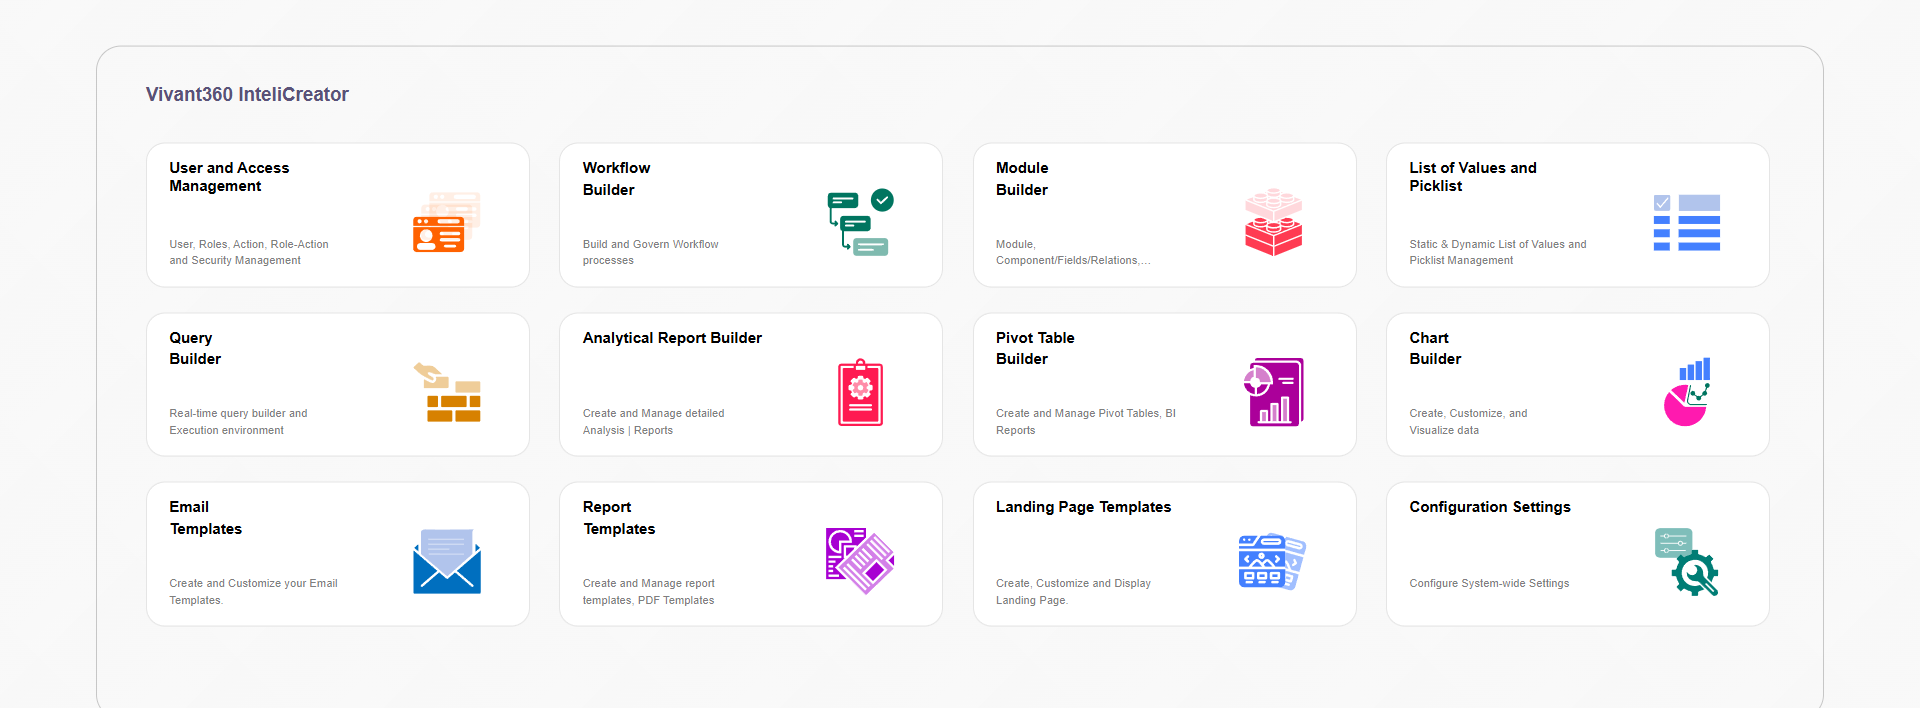 Vivant360 InteliCreator
User and Access
Management
User, Roles, Action, Role-Action
and Security Management
Workflow
Builder
Build and Govern Workflow
processes
Module
Builder
Module,
Component/Fields/Relations,...
List of Values and
Picklist
Static & Dynamic List of Values and
Picklist Management
Query
Builder
Real-time query builder and
Execution environment
Analytical Report Builder
Create and Manage detailed
Analysis | Reports
Pivot Table
Builder
Create and Manage Pivot Tables, BI
Reports
Chart
Builder
Create, Customize, and
Visualize data
Email
Templates
Create and Customize your Email
Templates.
Report
Templates
Create and Manage report
templates, PDF Templates
Landing Page Templates
Create, Customize and Display
Landing Page.
Configuration Settings
Configure System-wide Settings